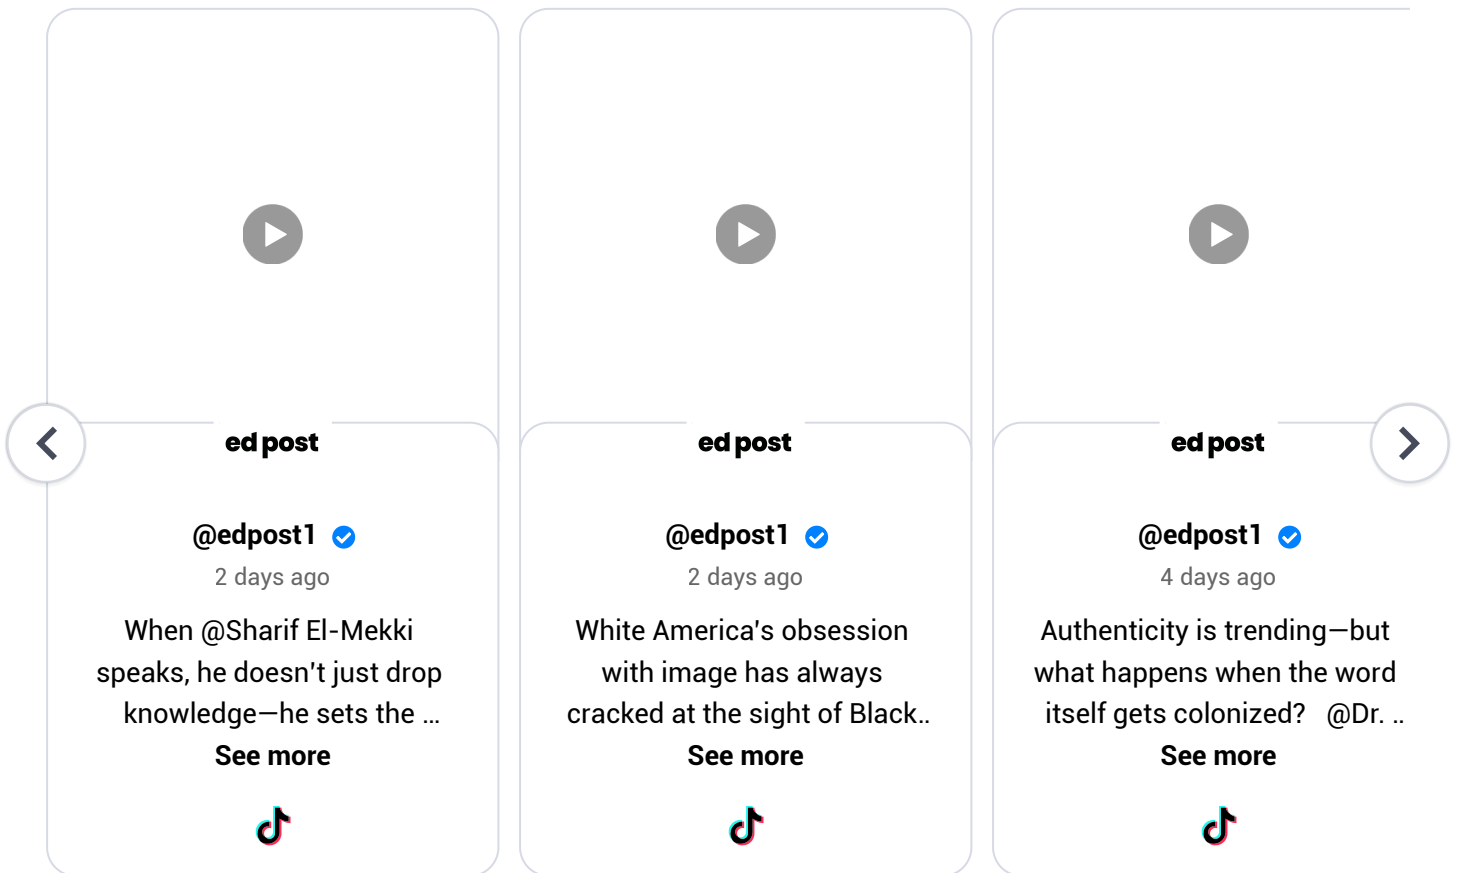 ed post
@edpost1
2 days ago
When @Sharif El-Mekki
speaks, he doesn't just drop
knowledge—he sets the ...
See more
ed post
@edpost1
2 days ago
White America's obsession
with image has always
cracked at the sight of Black..
See more
ed post
@edpost1
4 days ago
Authenticity is trending—but
what happens when the word
itself gets colonized? @Dr. ..
See more